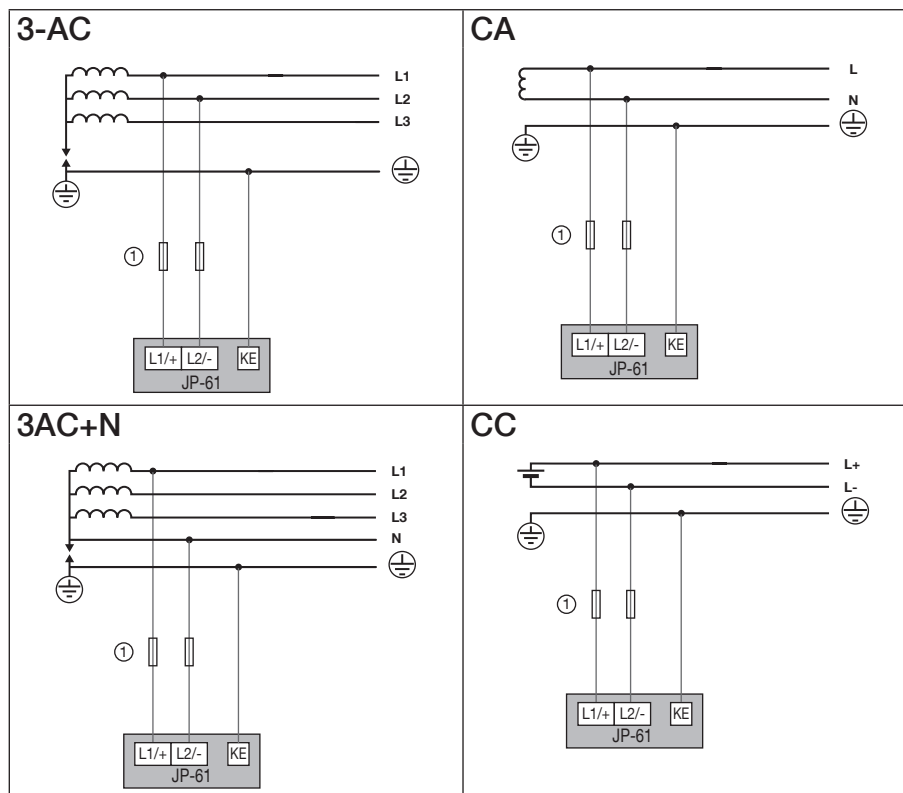 3-AC
L1
L2
L3
①
L1/+ L2/- KE
JP-61
CA
L
N
①
L1/+ L2/- KE
JP-61
3AC+N
L1
L2
L3
N
①
L1/+ L2/- KE
JP-61
CC
L+
L-
①
L1/+ L2/- KE
JP-61